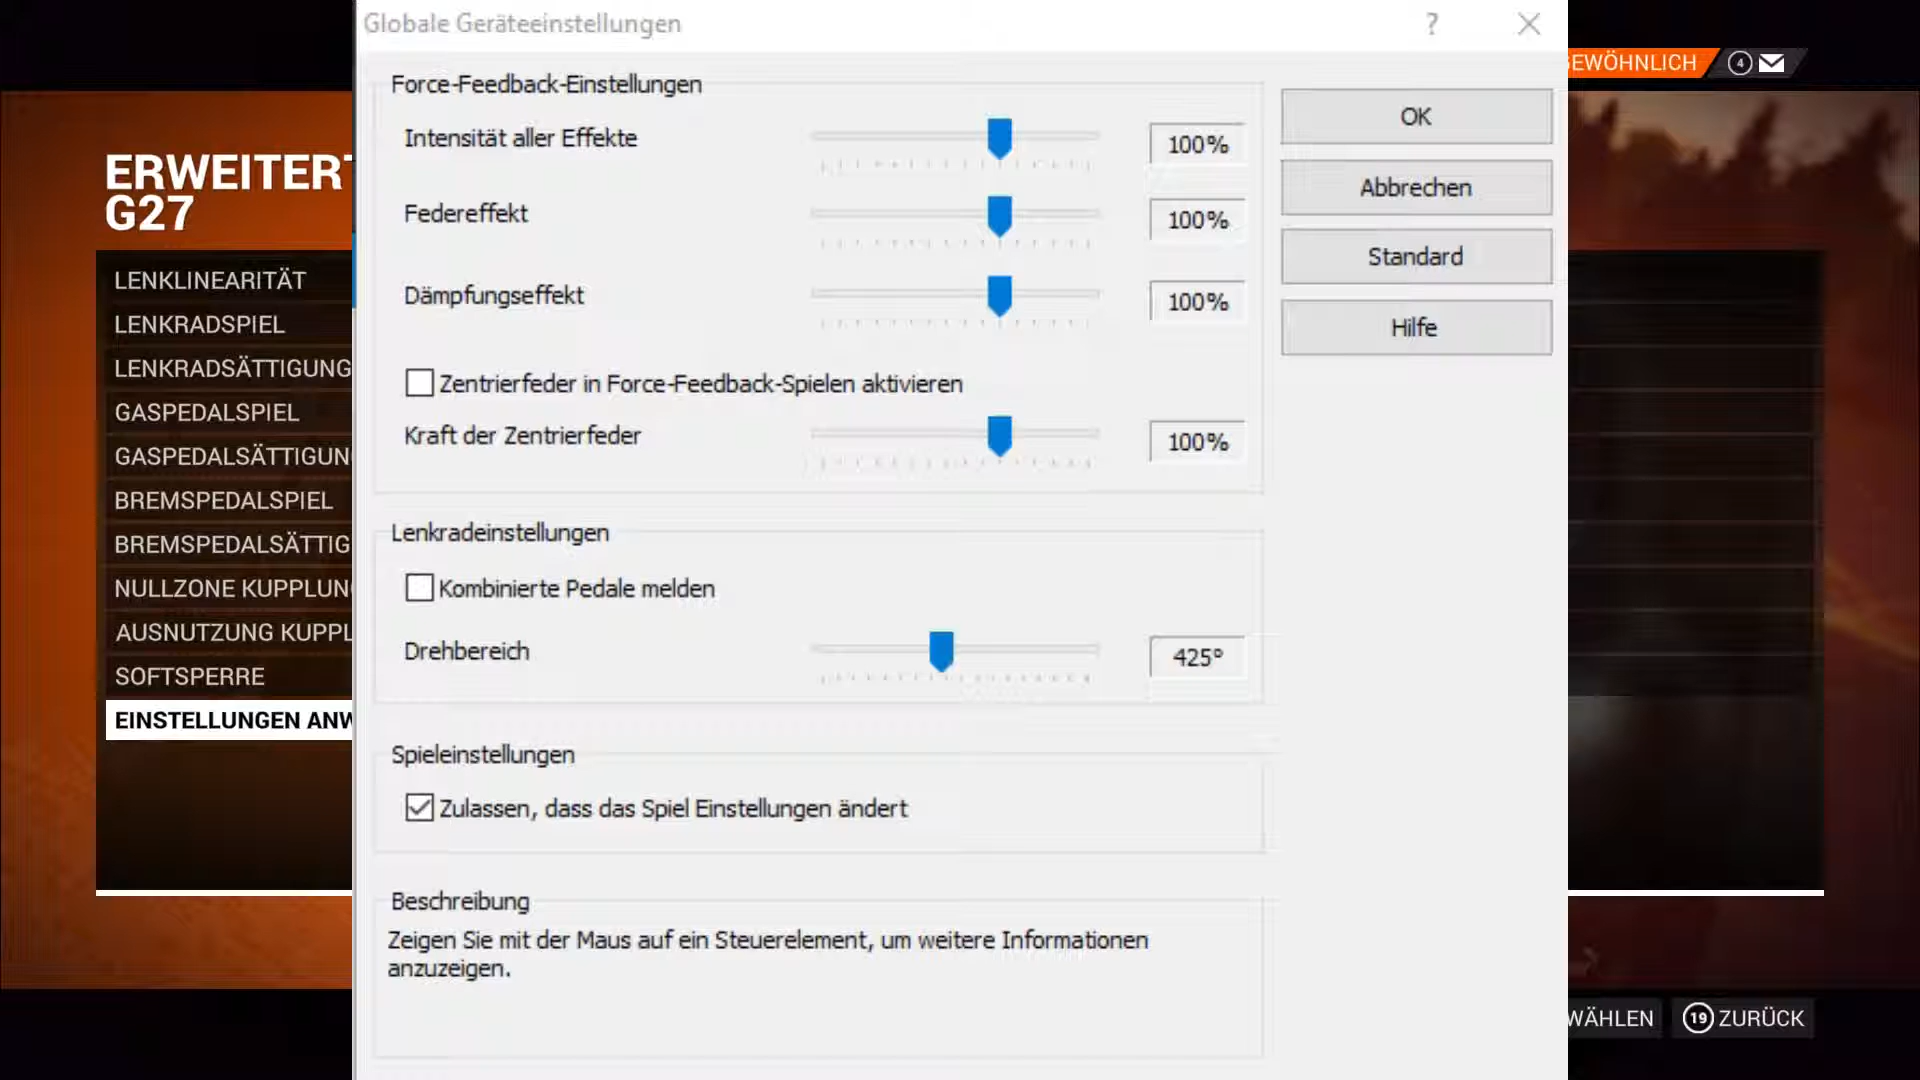 Globale Geräteeinstellungen
?
EWÖHNLICH
4
Force-Feedback-Einstellungen
Intensität aller Effekte
100%
OK
ERWEITERT
G27
Abbrechen
Federeffekt
100%
Standard
Dämpfungseffekt
100%
Hilfe
LENKLINEARITÄT
LENKRADSPIEL
LENKRADSÄTTIGUNG
GASPEDALSPIEL
GASPEDALSÄTTIGUN
BREMSPEDALSPIEL
BREMSPEDALSÄTTIG
NULLZONE KUPPLUN
AUSNUTZUNG KUPPL
SOFTSPERRE
EINSTELLUNGEN ANW
Zentrierfeder in Force-Feedback-Spielen aktivieren
Kraft der Zentrierfeder
100%
Lenkradeinstellungen
Kombinierte Pedale melden
Drehbereich
425°
Spieleinstellungen
Zulassen, dass das Spiel Einstellungen ändert
Beschreibung
Zeigen Sie mit der Maus auf ein Steuerelement, um weitere Informationen
anzuzeigen.
WÄHLEN
19 ZURÜCK